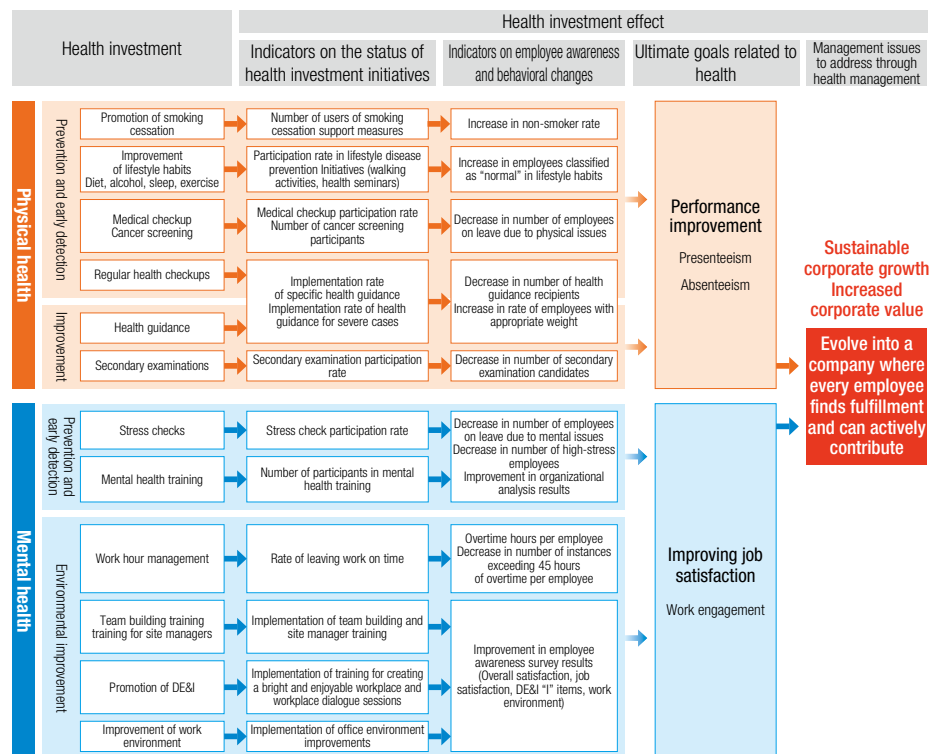 Health investment
Health investment effect
Indicators on the status of
health investment initiatives
Indicators on employee awareness
and behavioral changes
Ultimate goals related to
health
Management issues
to address through
health management
Physical health
Prevention and early detection
Promotion of smoking
cessation
Number of users of smoking
cessation support measures
Increase in non-smoker rate
Improvement
of lifestyle habits
Diet, alcohol, sleep, exercise
Participation rate in lifestyle disease
prevention Initiatives (walking
activities, health seminars)
Increase in employees classified
as “normal” in lifestyle habits
Medical checkup
Cancer screening
Medical checkup participation rate
Number of cancer screening
participants
Decrease in number of employees
on leave due to physical issues
Regular health checkups
Implementation rate
of specific health guidance
Implementation rate of health
guidance for severe cases
Decrease in number of health
guidance recipients
Increase in rate of employees with
appropriate weight
Improvement
Health guidance
Secondary examinations
Secondary examination participation
rate
Decrease in number of secondary
examination candidates
Performance
improvement
Presenteeism
Absenteeism
Mental health
Prevention and
early detection
Stress checks
Stress check participation rate
Decrease in number of employees
on leave due to mental issues
Decrease in number of high-stress
employees
Improvement in organizational
analysis results
Mental health training
Number of participants in mental
health training
Environmental improvement
Work hour management
Rate of leaving work on time
Overtime hours per employee
Decrease in number of instances
exceeding 45 hours
of overtime per employee
Team building training
training for site managers
Implementation of team building and
site manager training
Improvement in employee
awareness survey results
(Overall satisfaction, job
satisfaction, DE&I “I” items, work
environment)
Promotion of DE&I
Implementation of training for creating
a bright and enjoyable workplace and
workplace dialogue sessions
Improvement of work
environment
Implementation of office environment
improvements
Improving job
satisfaction
Work engagement
Sustainable
corporate growth
Increased
corporate value
Evolve into a
company where
every employee
finds fulfillment
and can actively
contribute